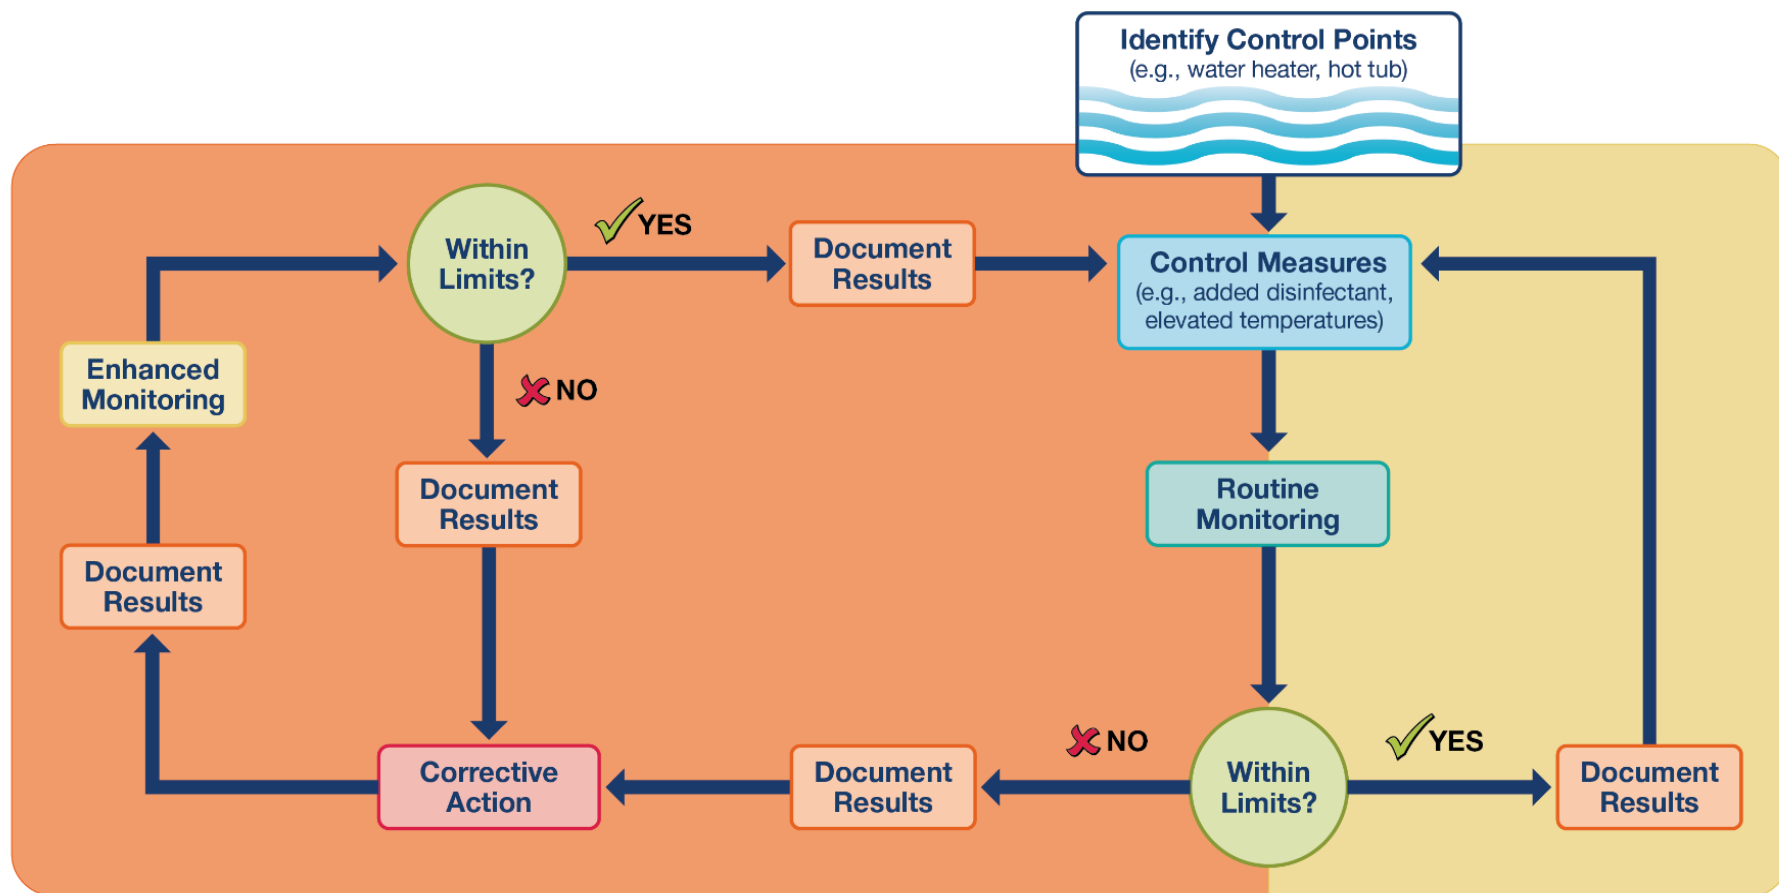 Identify Control Points
(e.g., water heater, hot tub)
Within
Limits?
YES
Document
Results
Control Measures
(e.g., added disinfectant,
elevated temperatures)
Enhanced
Monitoring
NO
Document
Results
Routine
Monitoring
Document
Results
Corrective
Action
Document
Results
NO
Within
Limits?
YES
Document
Results